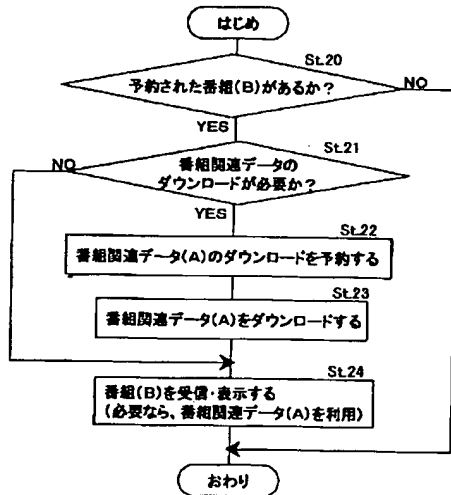 はじめ
St.20
予約された番組(B)があるか?
NO
YES
St.21
NO
番組関連データの
ダウンロードが必要か?
YES
St.22
番組関連データ(A)のダウンロードを予約する
St.23
番組関連データ(A)をダウンロードする
St.24
番組(B)を受信・表示する
(必要なら、番組関連データ(A)を利用)
おわり